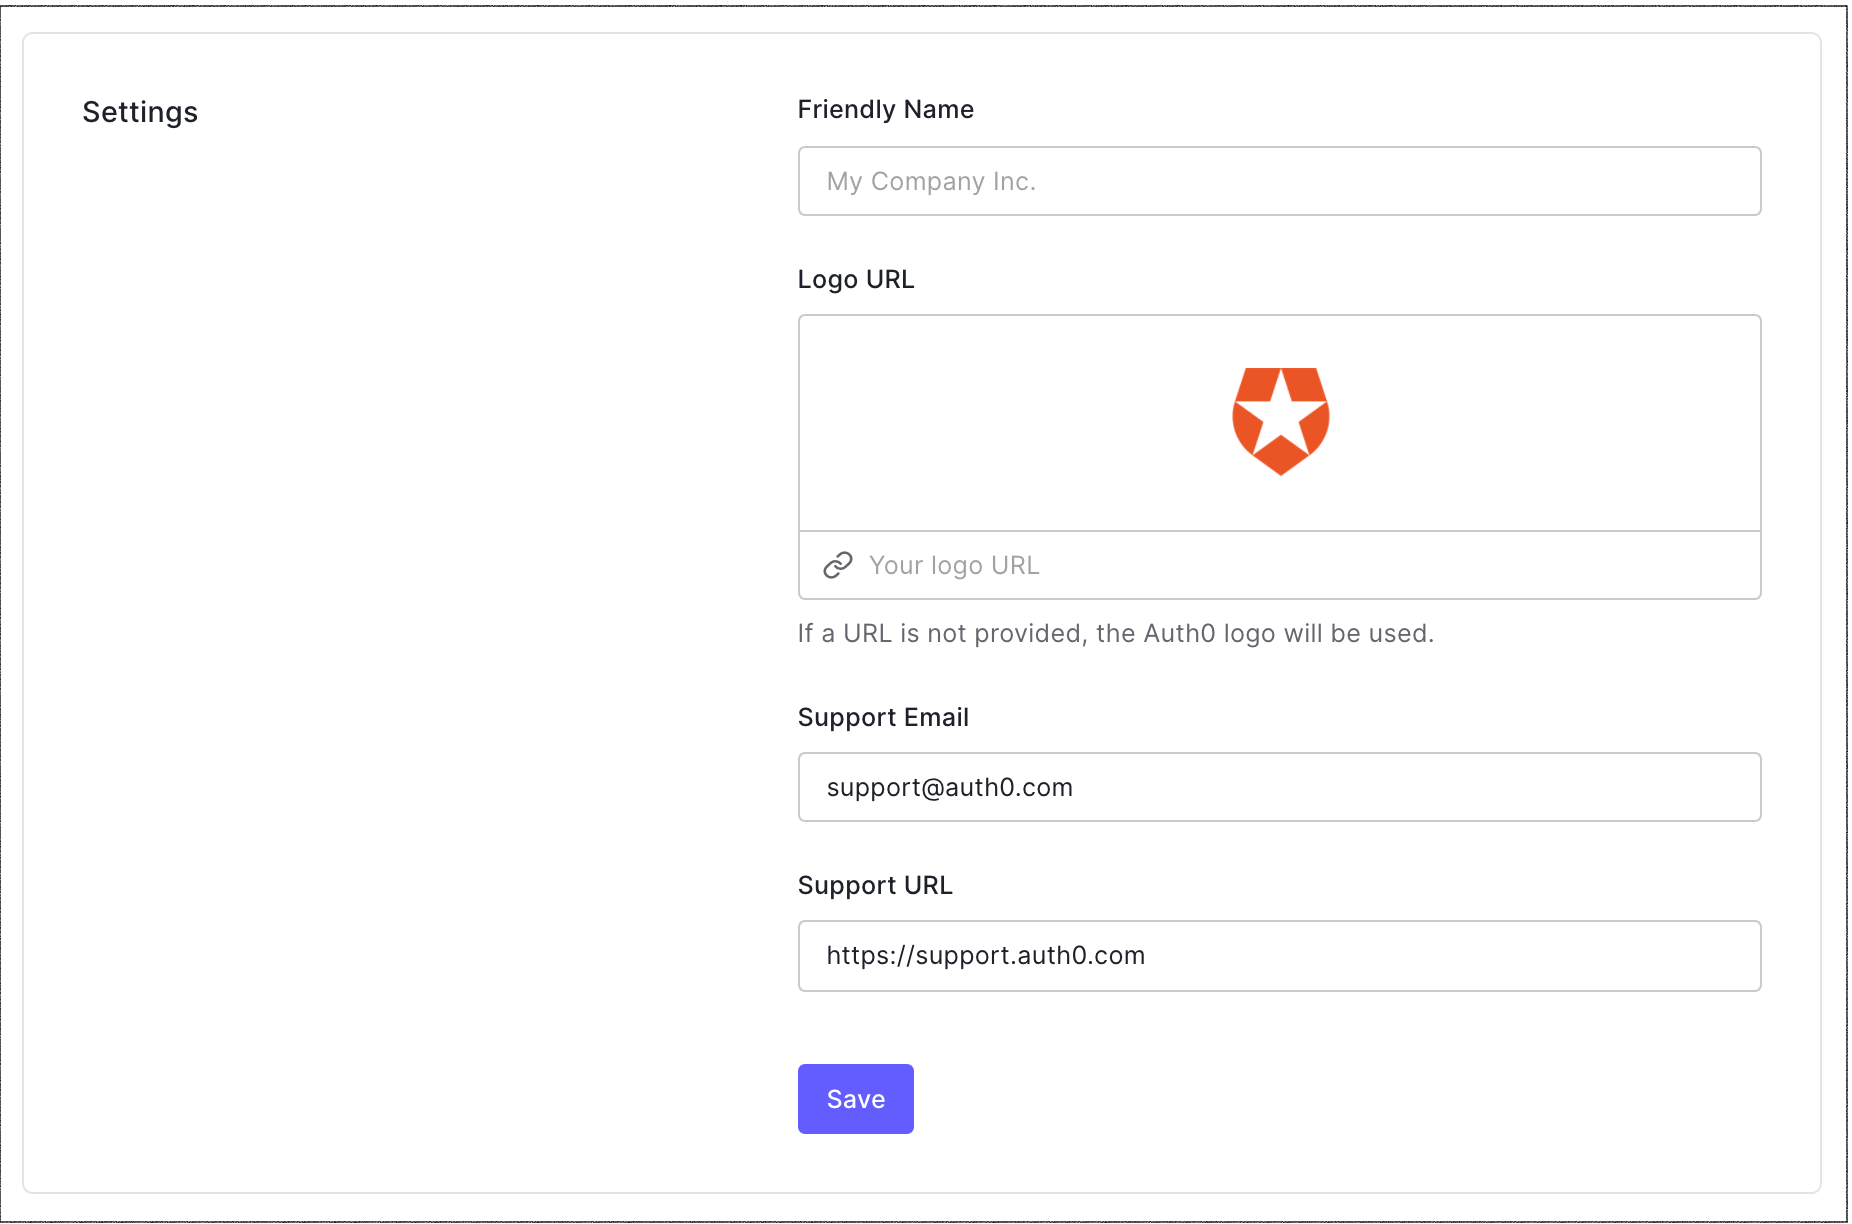 Settings
Friendly Name
My Company Inc.
Logo URL
Your logo URL
If a URL is not provided, the Auth0 logo will be used.
Support Email
support@auth0.com
Support URL
https://support.auth0.com
Save